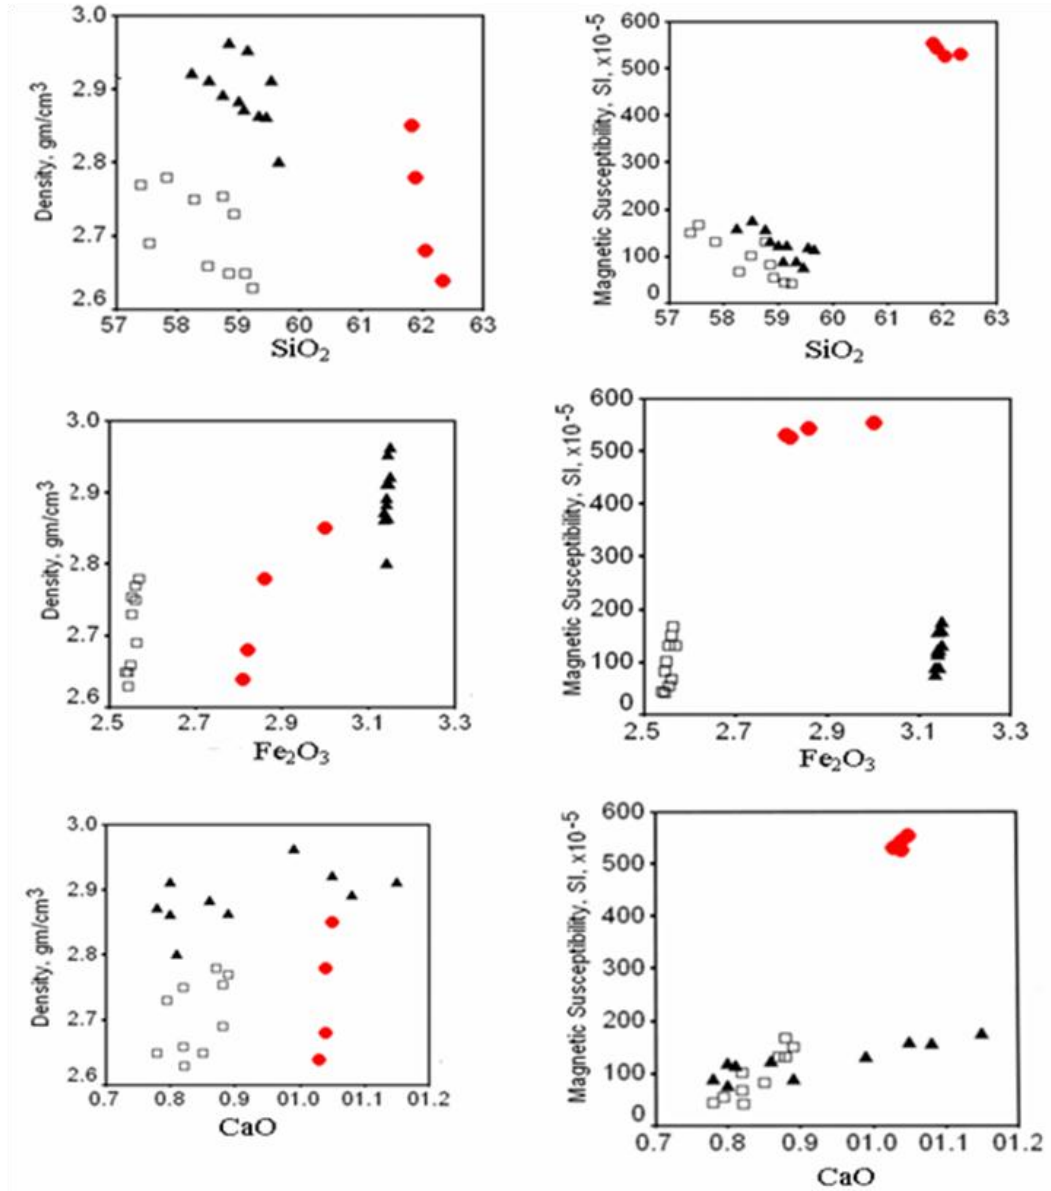 Density, gm/cm3
3.0
2.9
2.8
2.7
2.6
57 58 59 60 61 62 63
SiO2
Magnetic Susceptibility, SI, x10-5
600
500
400
300
200
100
0
57 58 59 60 61 62 63
SiO2
Density, gm/cm3
3.0
2.9
2.8
2.7
2.6
2.5 2.7 2.9 3.1 3.3
Fe2O3
Magnetic Susceptibility, SI, x10-5
600
500
400
300
200
100
0
2.5 2.7 2.9 3.1 3.3
Fe2O3
Density, gm/cm3
3.0
2.9
2.8
2.7
2.6
0.7 0.8 0.9 01.0 01.1 01.2
CaO
Magnetic Susceptibility, SI, x10-5
600
500
400
300
200
100
0
0.7 0.8 0.9 01.0 01.1 01.2
CaO